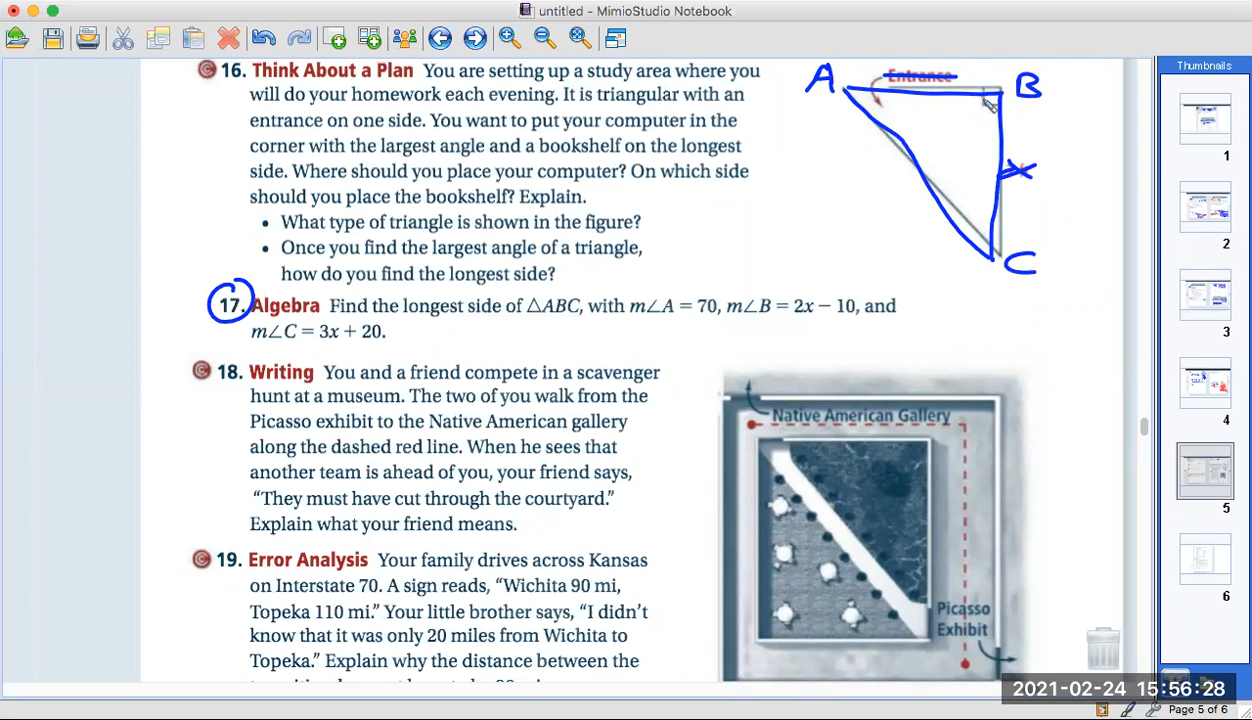 untitled - MimioStudio Notebook
16. Think About a Plan You are setting up a study area where you
will do your homework each evening. It is triangular with an
entrance on one side. You want to put your computer in the
corner with the largest angle and a bookshelf on the longest
side. Where should you place your computer? On which side
should you place the bookshelf? Explain.
• What type of triangle is shown in the figure?
• Once you find the largest angle of a triangle,
how do you find the longest side?
A
Entrance
B
C
17. Algebra Find the longest side of △ABC, with m∠A = 70, m∠B = 2x − 10, and
m∠C = 3x + 20.
18. Writing You and a friend compete in a scavenger
hunt at a museum. The two of you walk from the
Picasso exhibit to the Native American gallery
along the dashed red line. When he sees that
another team is ahead of you, your friend says,
“They must have cut through the courtyard.”
Explain what your friend means.
Native American Gallery
Picasso
Exhibit
19. Error Analysis Your family drives across Kansas
on Interstate 70. A sign reads, “Wichita 90 mi,
Topeka 110 mi.” Your little brother says, “I didn’t
know that it was only 20 miles from Wichita to
Topeka.” Explain why the distance between the
Thumbnails
1
2
3
4
5
6
2021-02-24 15:56:28
Page 5 of 6